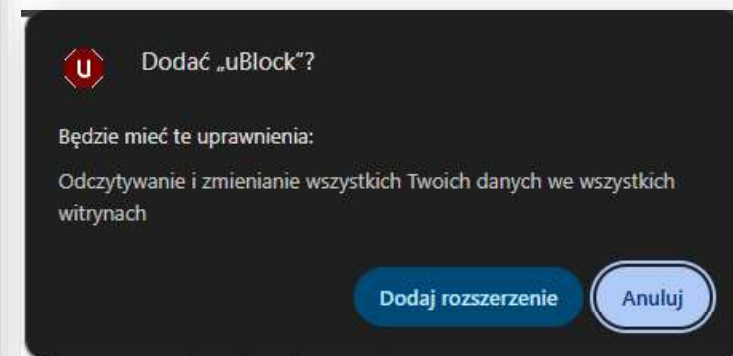 U
Dodać „uBlock”?
Będzie mieć te uprawnienia:
Odczytywanie i zmienianie wszystkich Twoich danych we wszystkich
witrynach
Dodaj rozszerzenie
Anuluj